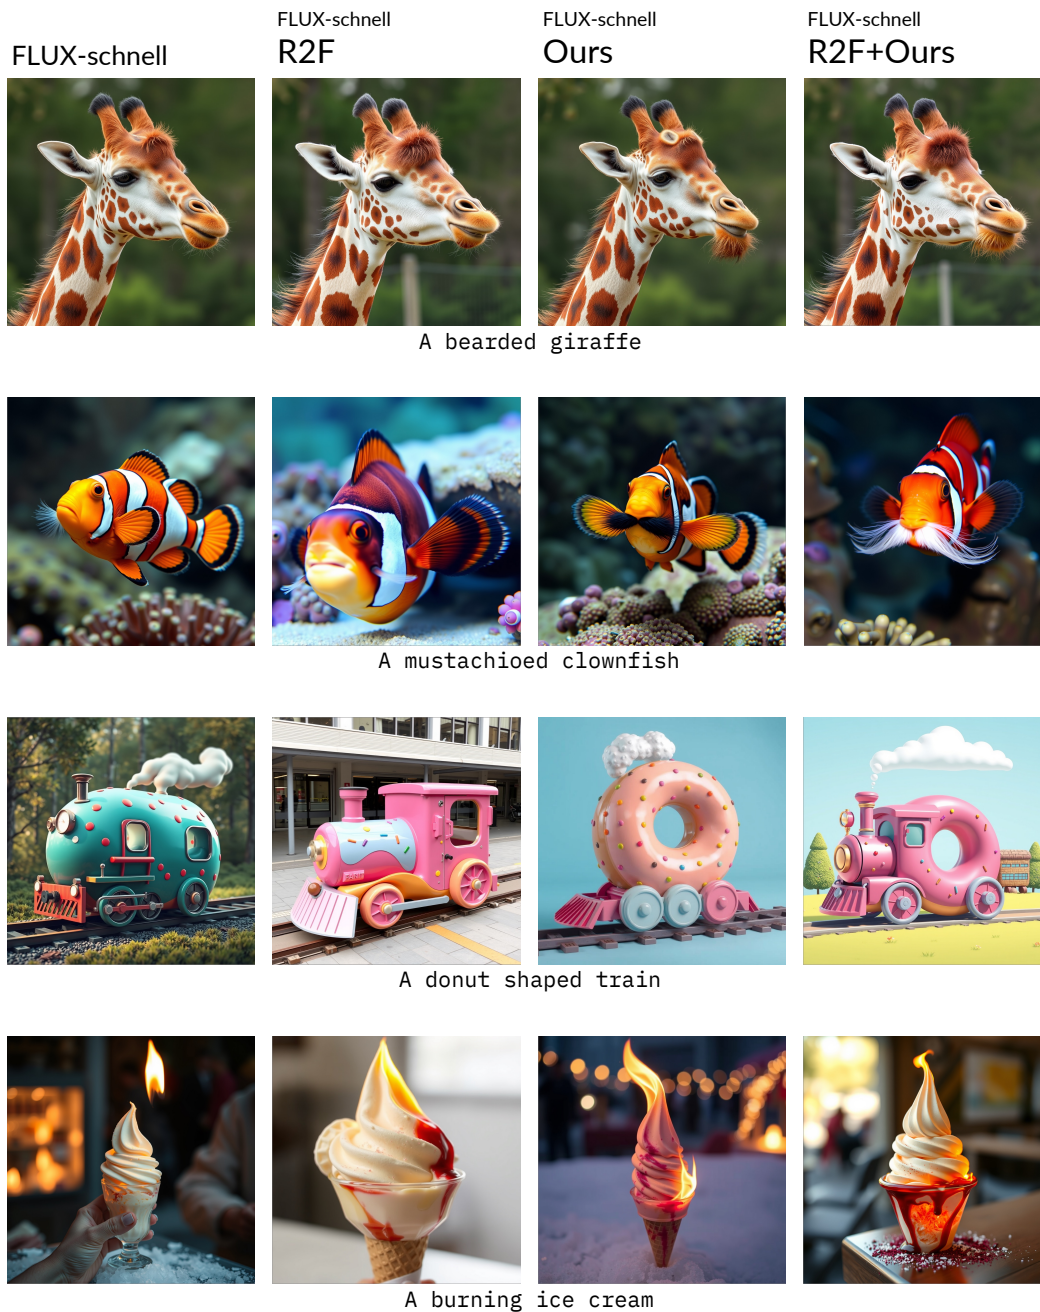 FLUX-schnell
FLUX-schnell
R2F
FLUX-schnell
Ours
FLUX-schnell
R2F+Ours
A bearded giraffe
A mustachioed clownfish
A donut shaped train
A burning ice cream